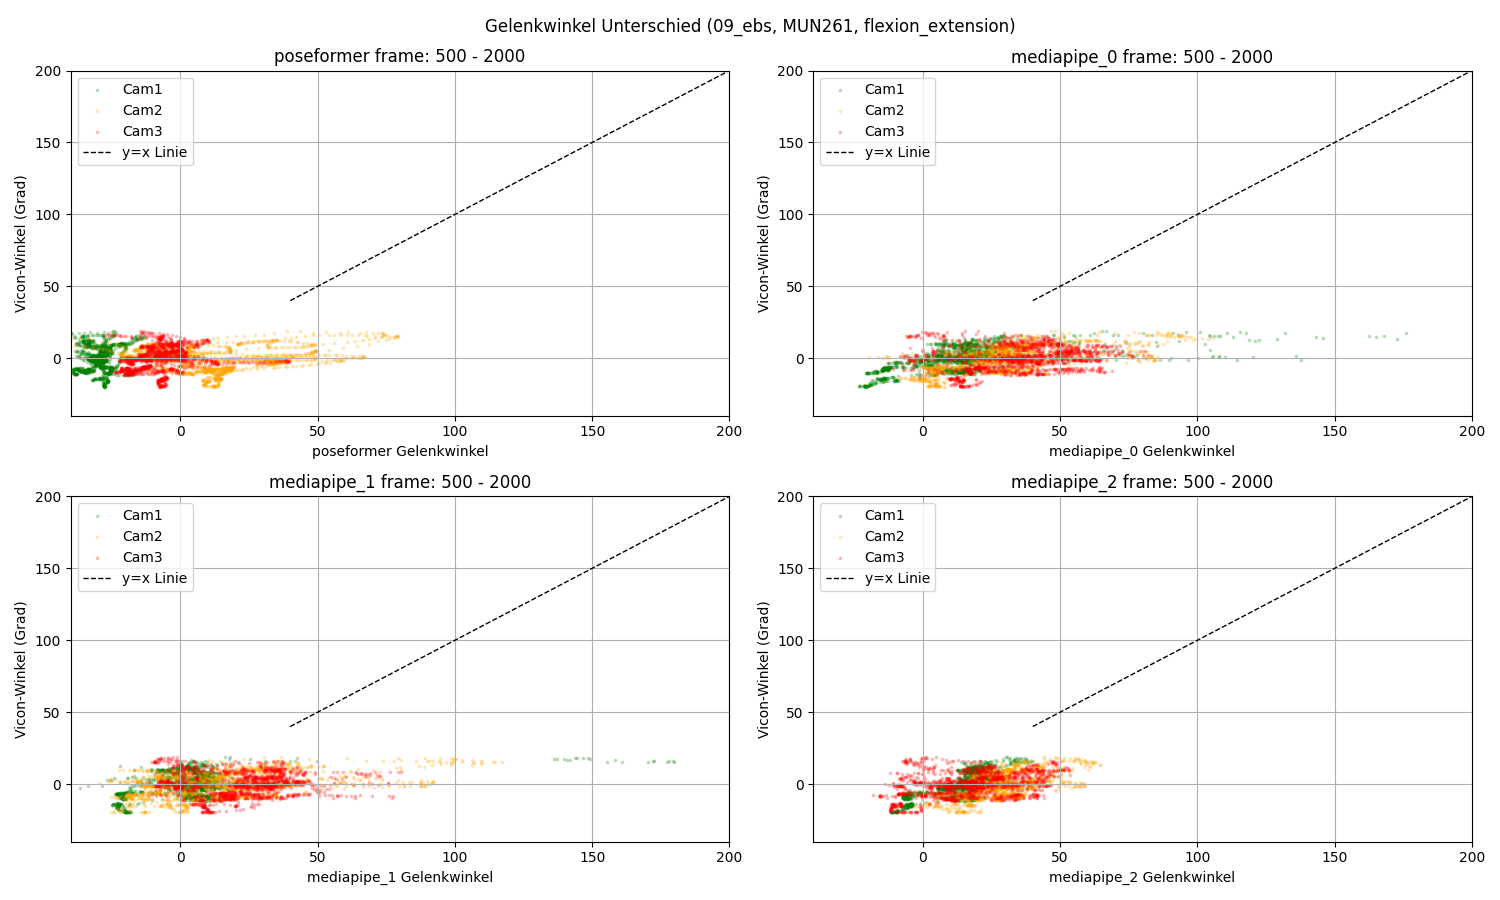 Gelenkwinkel Unterschied (09_ebs, MUN261, flexion_extension)
poseformer frame: 500 - 2000
200
150
100
50
0
Vicon-Winkel (Grad)
Cam1
Cam2
Cam3
y=x Linie
0
50
100
150
200
poseformer Gelenkwinkel
mediapipe_0 frame: 500 - 2000
200
150
100
50
0
Vicon-Winkel (Grad)
Cam1
Cam2
Cam3
y=x Linie
0
50
100
150
200
mediapipe_0 Gelenkwinkel
mediapipe_1 frame: 500 - 2000
200
150
100
50
0
Vicon-Winkel (Grad)
Cam1
Cam2
Cam3
y=x Linie
0
50
100
150
200
mediapipe_1 Gelenkwinkel
mediapipe_2 frame: 500 - 2000
200
150
100
50
0
Vicon-Winkel (Grad)
Cam1
Cam2
Cam3
y=x Linie
0
50
100
150
200
mediapipe_2 Gelenkwinkel